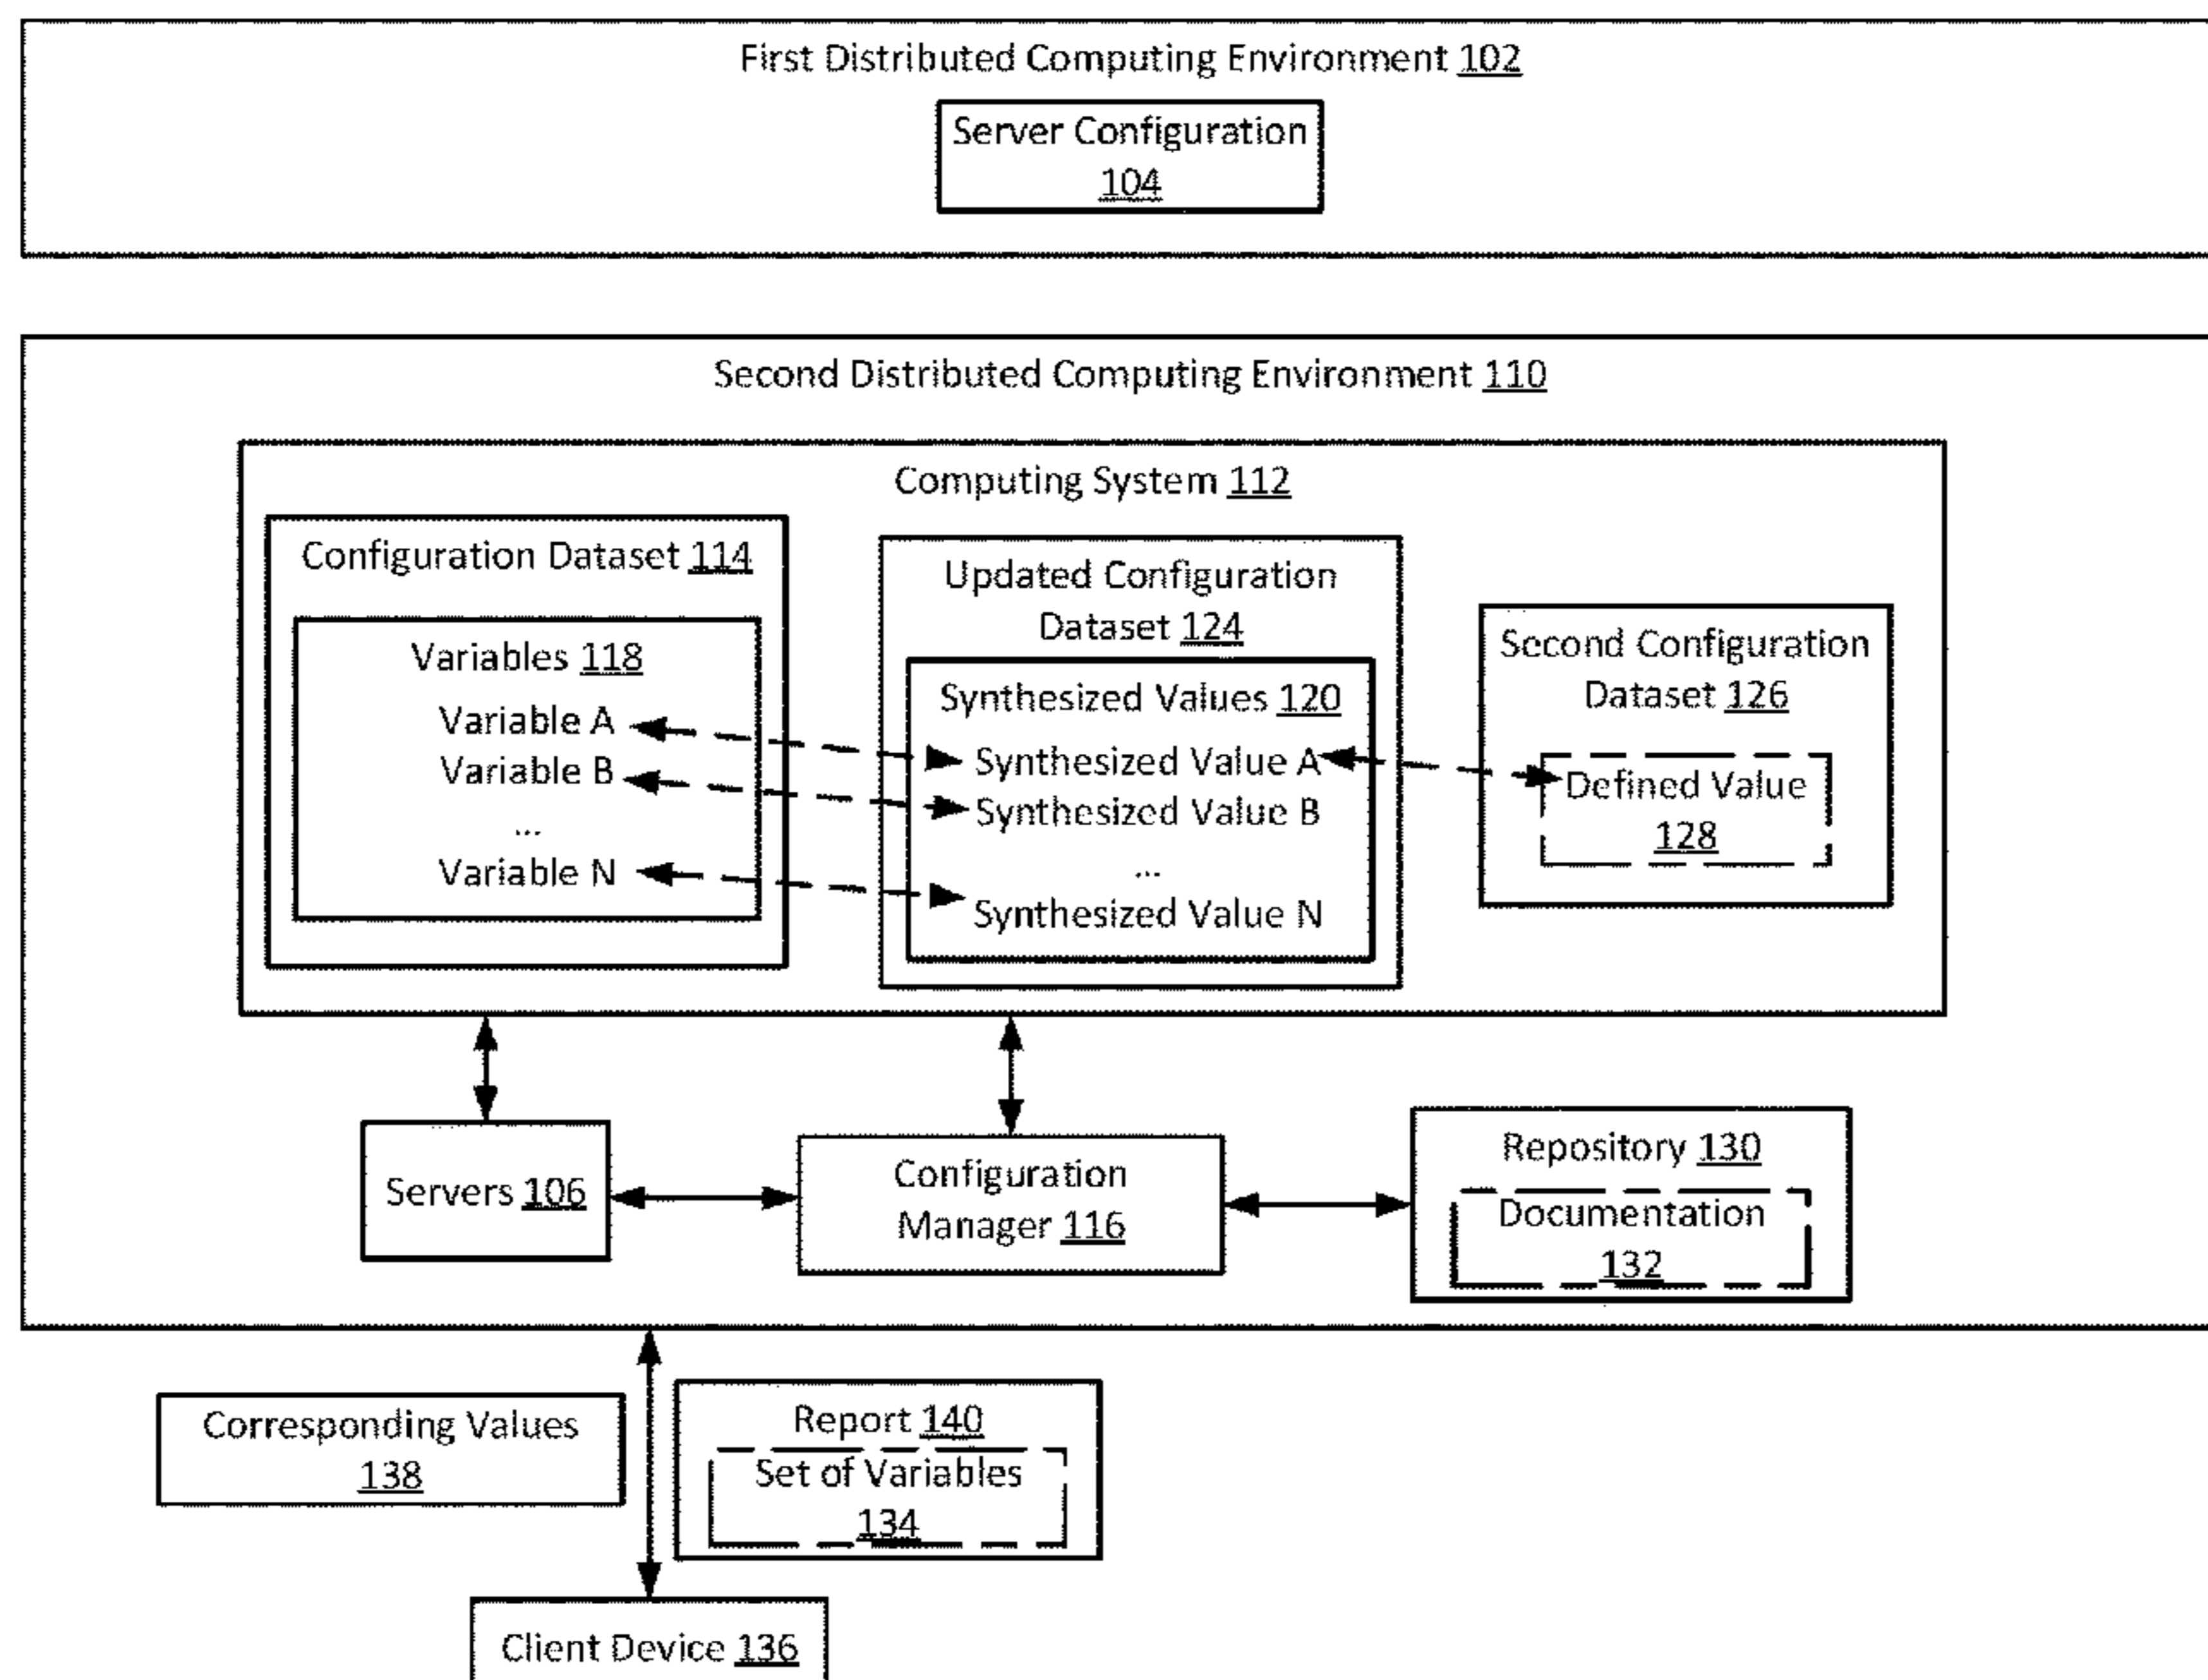 First Distributed Computing Environment 102
Server Configuration
104
Second Distributed Computing Environment 110
Computing System 112
Configuration Dataset 114
Variables 118
Variable A
Variable B
...
Variable N
Updated Configuration
Dataset 124
Synthesized Values 120
Synthesized Value A
Synthesized Value B
...
Synthesized Value N
Second Configuration
Dataset 126
Defined Value
128
Servers 106
Configuration
Manager 116
Repository 130
Documentation
132
Corresponding Values
138
Report 140
Set of Variables
134
Client Device 136